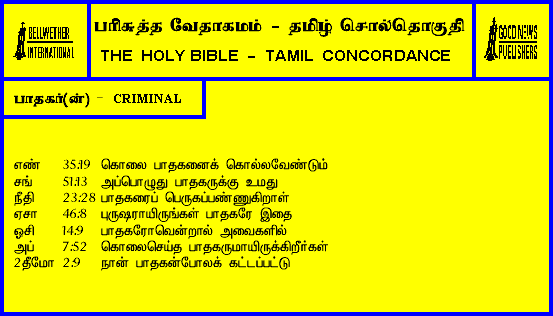 BELLWETHER INTERNATIONAL
பரிசுத்த வேதாகமம் - தமிழ் சொல்தொகுதி
THE HOLY BIBLE - TAMIL CONCORDANCE
GOOD NEWS PUBLISHERS
பாதகர்(ன்) - CRIMINAL
எண் 35:19 கொலை பாதகனைக் கொல்லவேண்டும்
சங் 51:13 அப்பொழுது பாதகருக்கு உமது
நீதி 23:28 பாதகரைப் பெருகப்பண்ணுகிறாள்
ஏசா 46:8 புருஷராயிருங்கள் பாதகரே இதை
ஓசி 14:9 பாதகரோவென்றால் அவைகளில்
அப் 7:52 கொலைசெய்த பாதகருமாயிருக்கிறீர்கள்
2தீமோ 2:9 நான் பாதகன்போலக் கட்டப்பட்டு